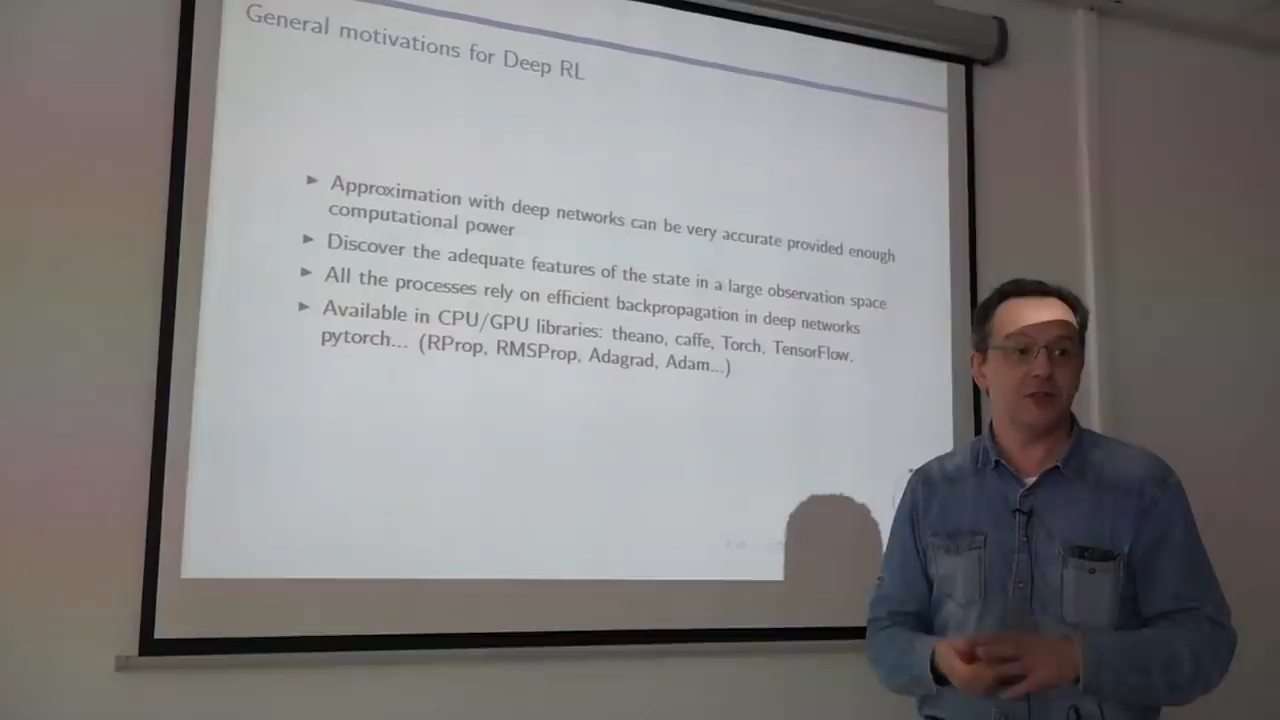 General motivations for Deep RL
▶ Approximation with deep networks can be very accurate provided enough
computational power
▶ Discover the adequate features of the state in a large observation space
▶ All the processes rely on efficient backpropagation in deep networks
▶ Available in CPU/GPU libraries: theano, caffe, Torch, TensorFlow.
pytorch... (RProp, RMSProp, Adagrad, Adam...)